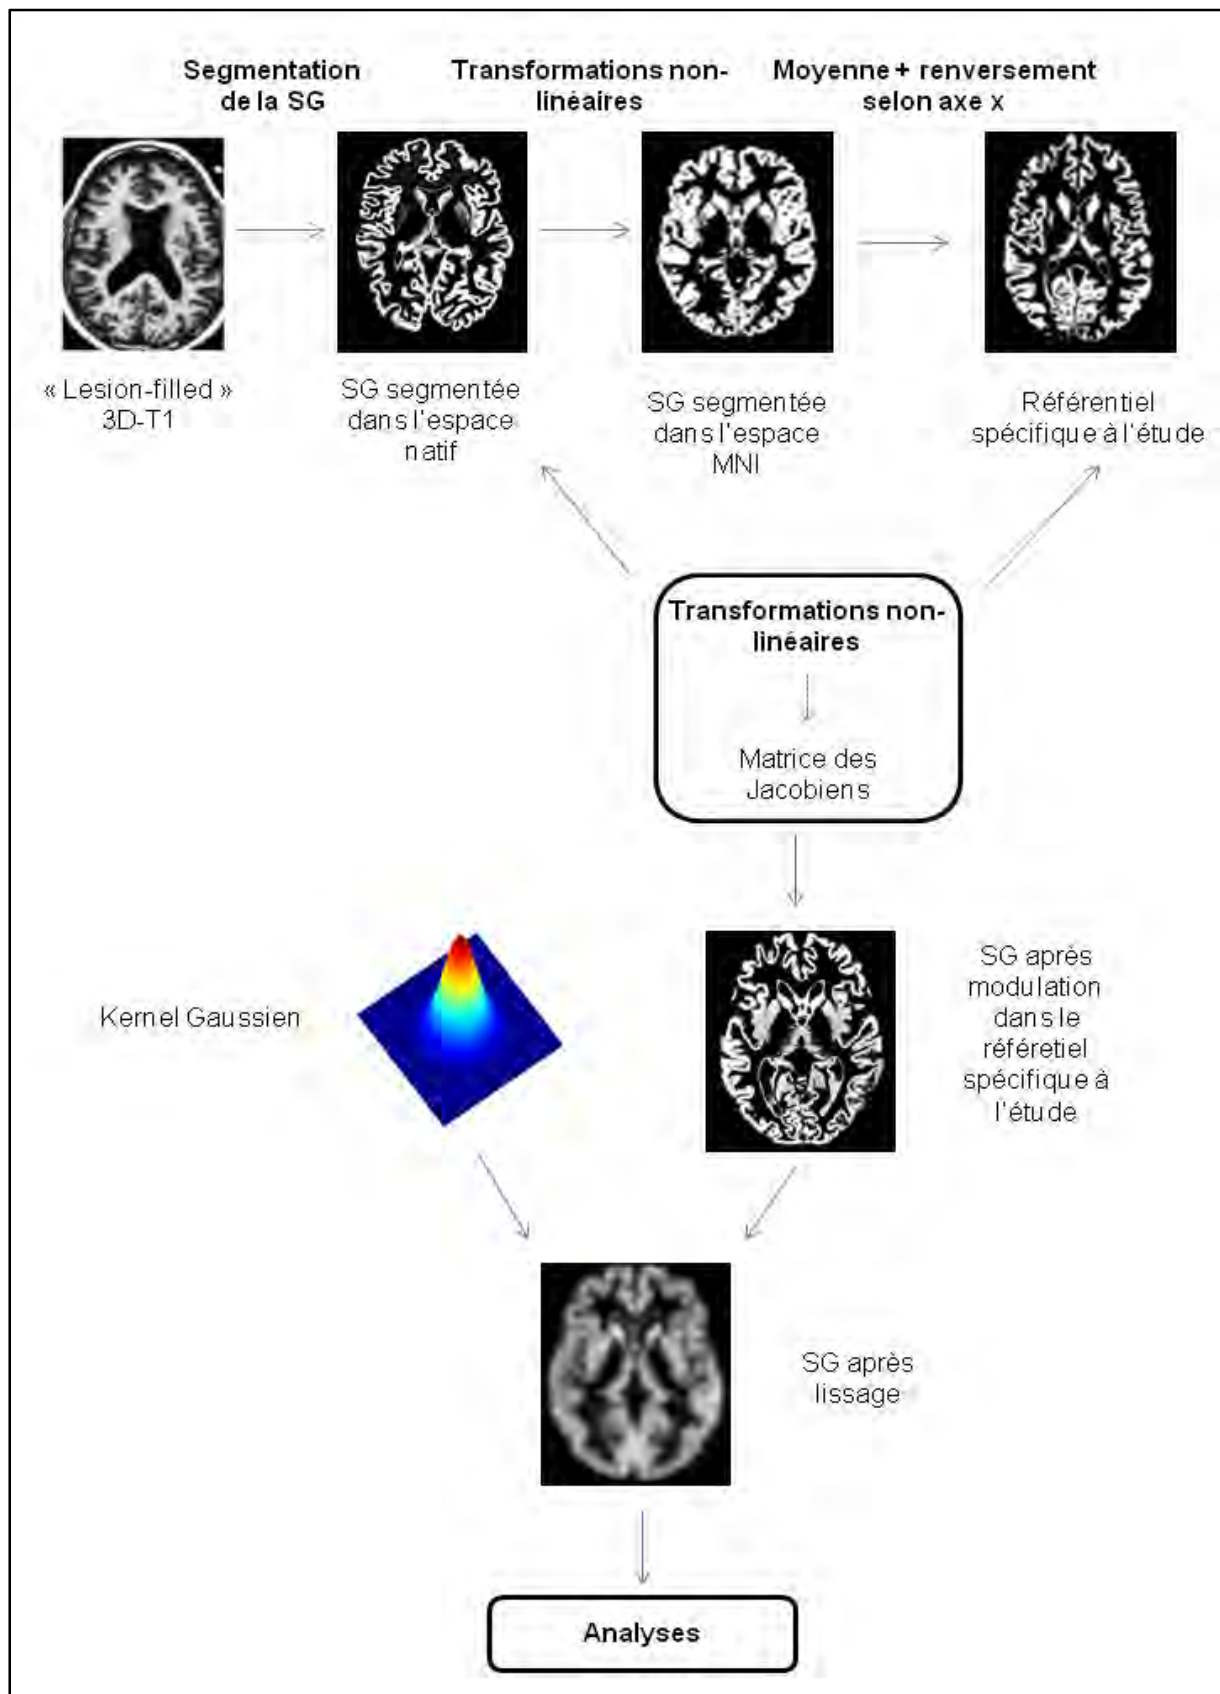 Segmentation
de la SG
Transformations non-
linéaires
Moyenne + renversement
selon axe x
« Lesion-filled »
3D-T1
SG segmentée
dans l'espace
natif
SG segmentée
dans l'espace
MNI
Référentiel
spécifique à l'étude
Transformations non-
linéaires
Matrice des
Jacobiens
Kernel Gaussien
SG après
modulation
dans le
référetiel
spécifique à
l'étude
SG après
lissage
Analyses